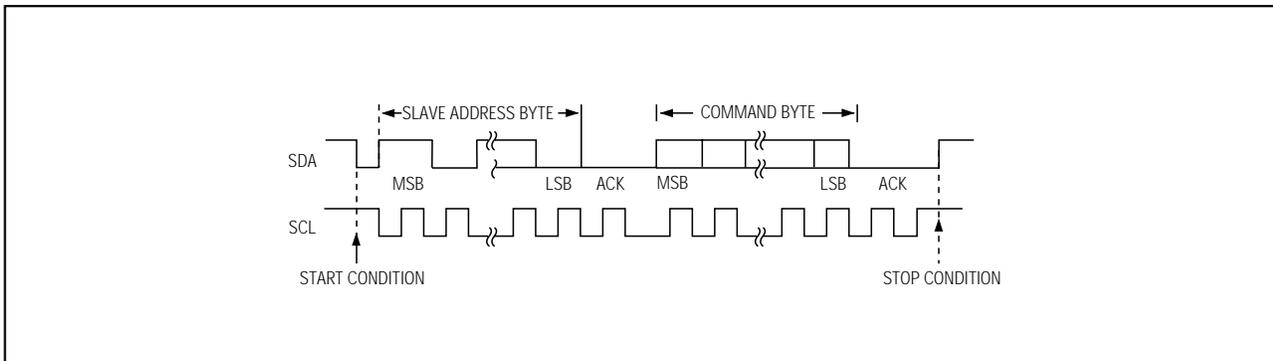 SLAVE ADDRESS BYTE COMMAND BYTE
SDA
MSB LSB ACK MSB LSB ACK
SCL
START CONDITION STOP CONDITION